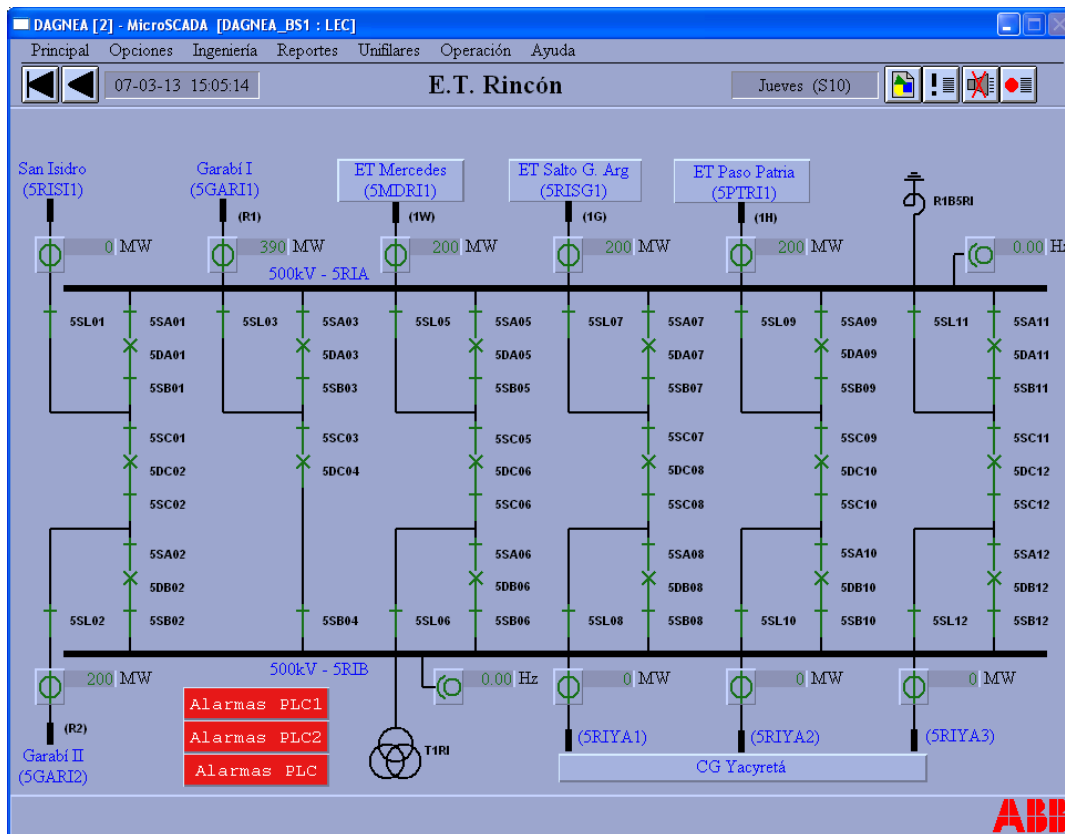 DAGNEA [2] - MicroSCADA [DAGNEA_BS1 : LEC]
Principal Opciones Ingeniería Reportes Unifilares Operación Ayuda
07-03-13 15:05:14 E.T. Rincón Jueves (S10)
San Isidro
(5RISI1)
Garabí I
(5GARI1)
ET Mercedes
(5MDRI1)
ET Salto G. Arg
(5RISG1)
ET Paso Patria
(5PTRI1)
(R1) (1W) (1G) (1H) R1B5RI
0 MW 390 MW 200 MW 200 MW 200 MW 0.00 Hz
500kV - 5RIA
5SL01 5SA01 5SL03 5SA03 5SL05 5SA05 5SL07 5SA07 5SL09 5SA09 5SL11 5SA11
5DA01 5DA03 5DA05 5DA07 5DA09 5DA11
5SB01 5SB03 5SB05 5SB07 5SB09 5SB11
5SC01 5SC03 5SC05 5SC07 5SC09 5SC11
5DC02 5DC04 5DC06 5DC08 5DC10 5DC12
5SC02 5SC06 5SC08 5SC10 5SC12
5SA02 5SA06 5SA08 5SA10 5SA12
5DB02 5DB06 5DB08 5DB10 5DB12
5SL02 5SB02 5SB04 5SL06 5SB06 5SL08 5SB08 5SL10 5SB10 5SL12 5SB12
500kV - 5RIB
200 MW 0.00 Hz 0 MW 0 MW 0 MW
Alarmas PLC1
Alarmas PLC2
Alarmas PLC
(R2)
Garabí II
(5GARI2)
T1RI
(5RIYA1) (5RIYA2) (5RIYA3)
CG Yacyretá
ABB